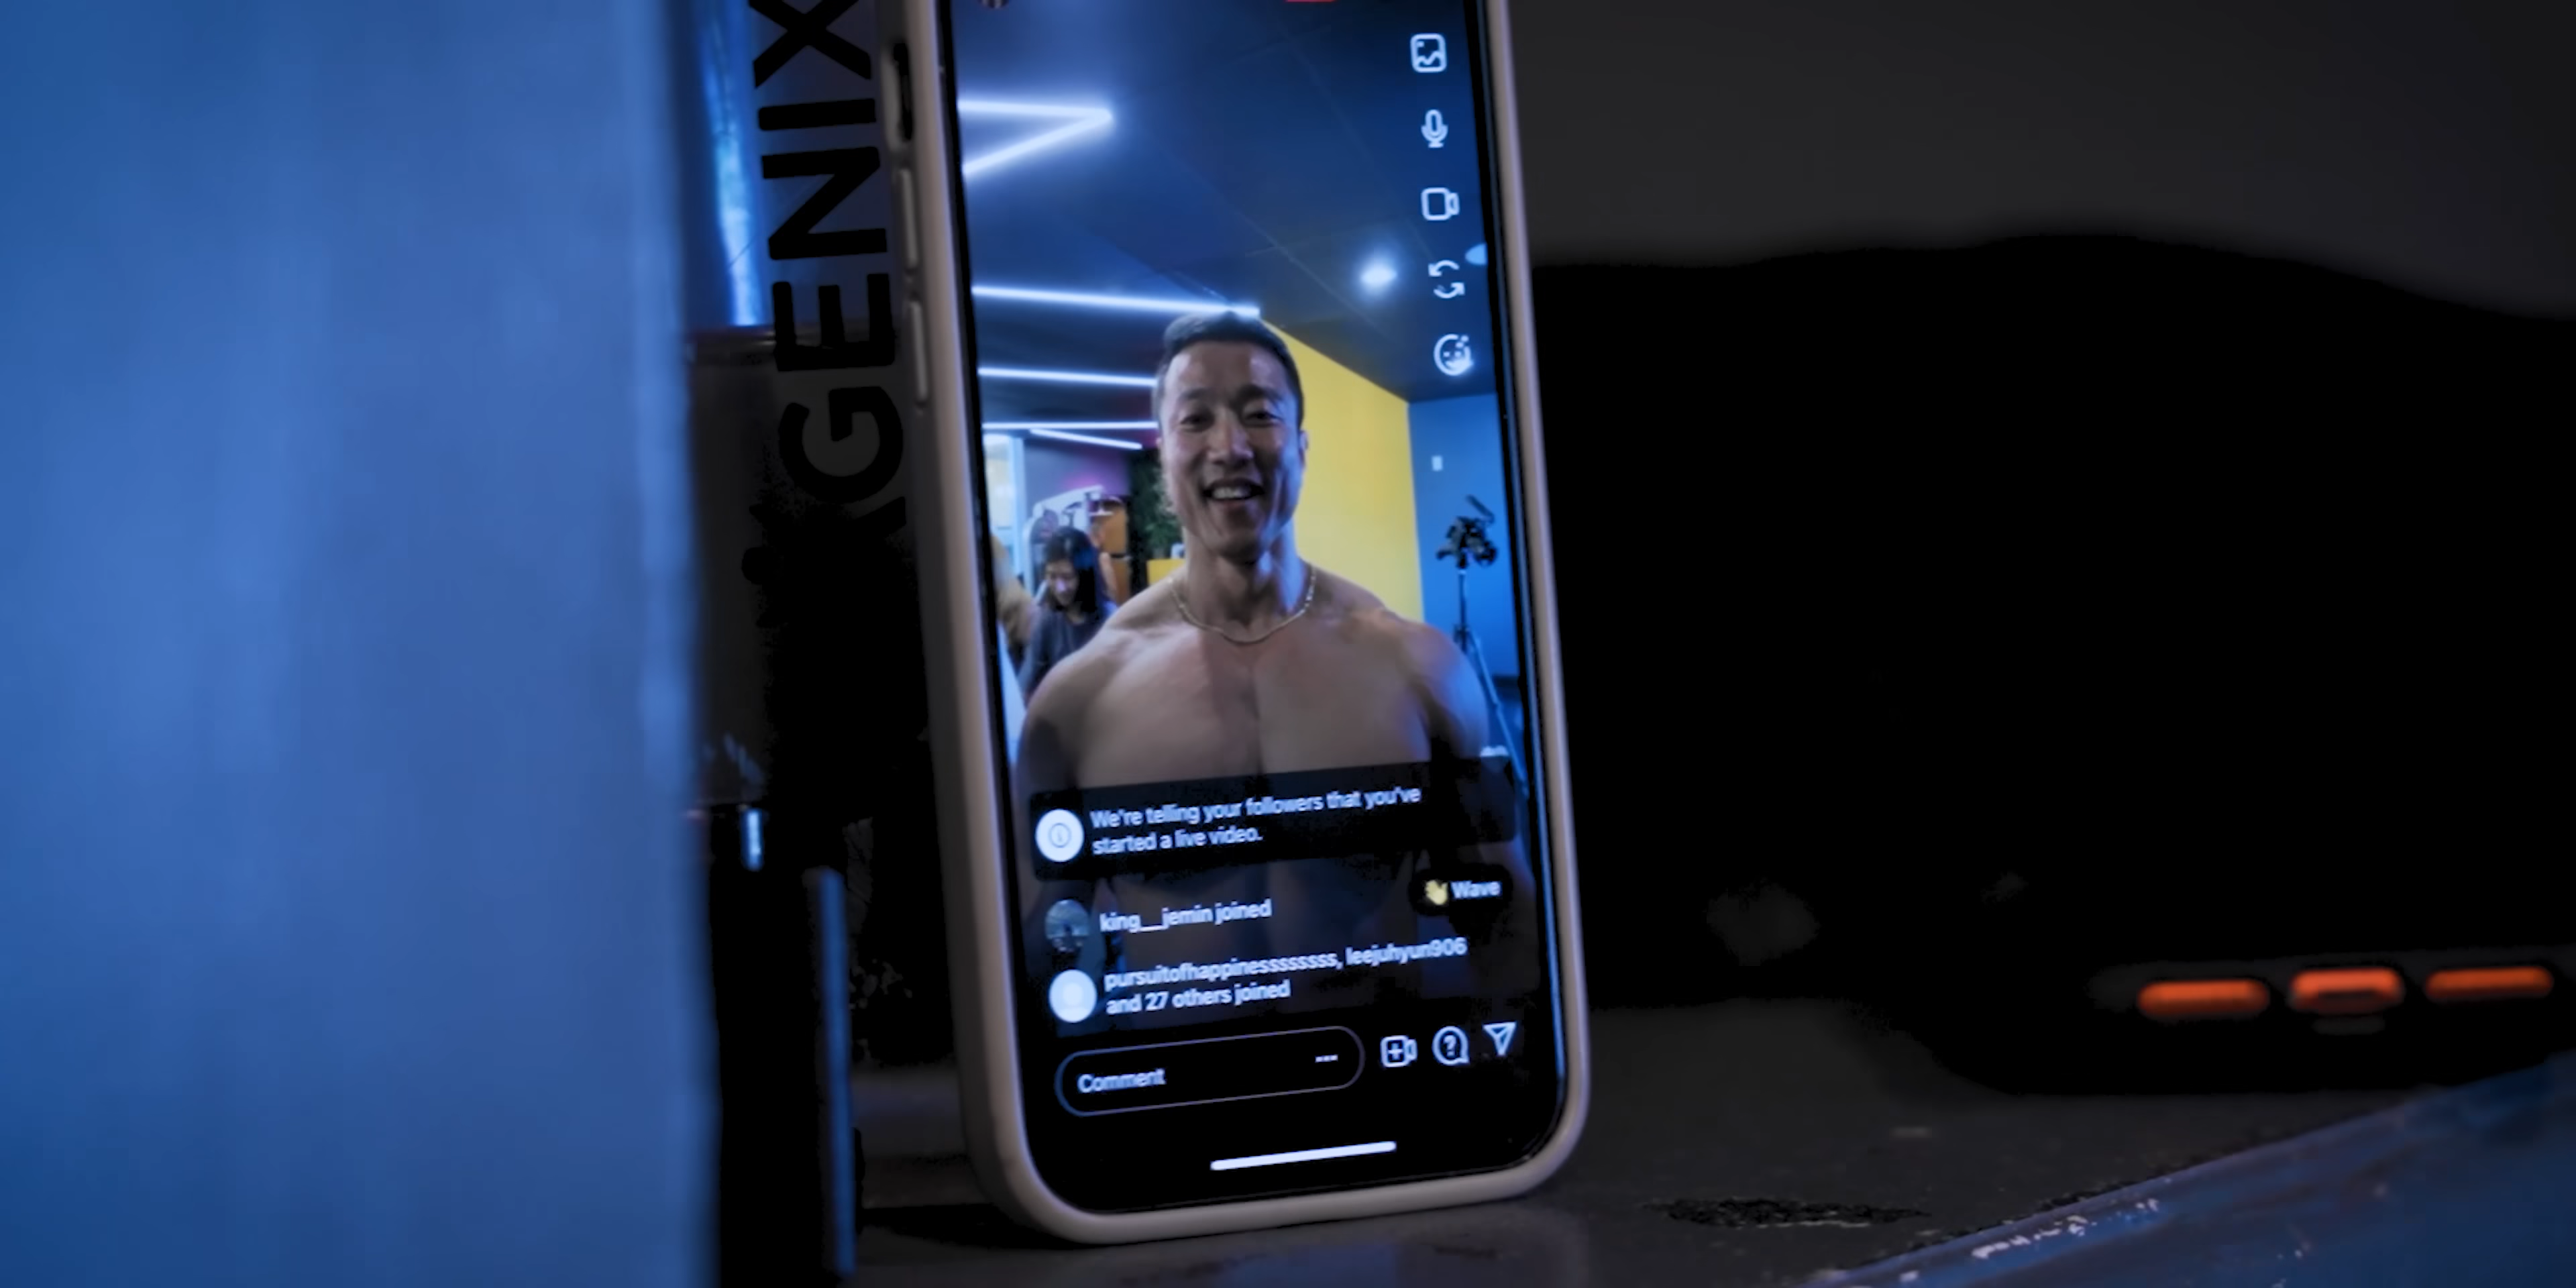 GENIX
We're telling your followers that you've
started a live video.
👋 Wave
king__jemin joined
pursuitofhappinessssssss, leejuhyun906
and 27 others joined
Comment